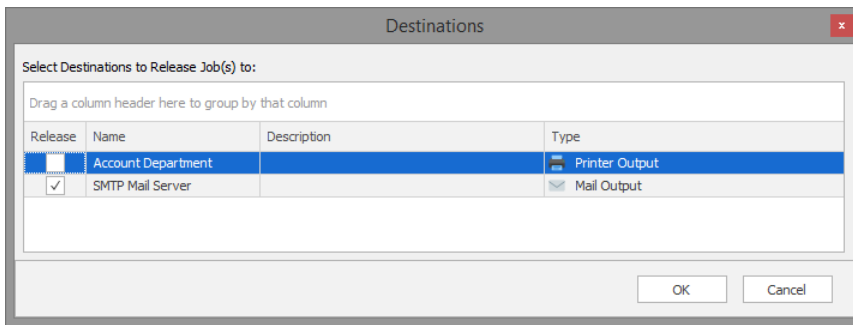 Destinations
x
Select Destinations to Release Job(s) to:
Drag a column header here to group by that column
Release Name Description Type
Account Department Printer Output
SMTP Mail Server Mail Output
OK Cancel